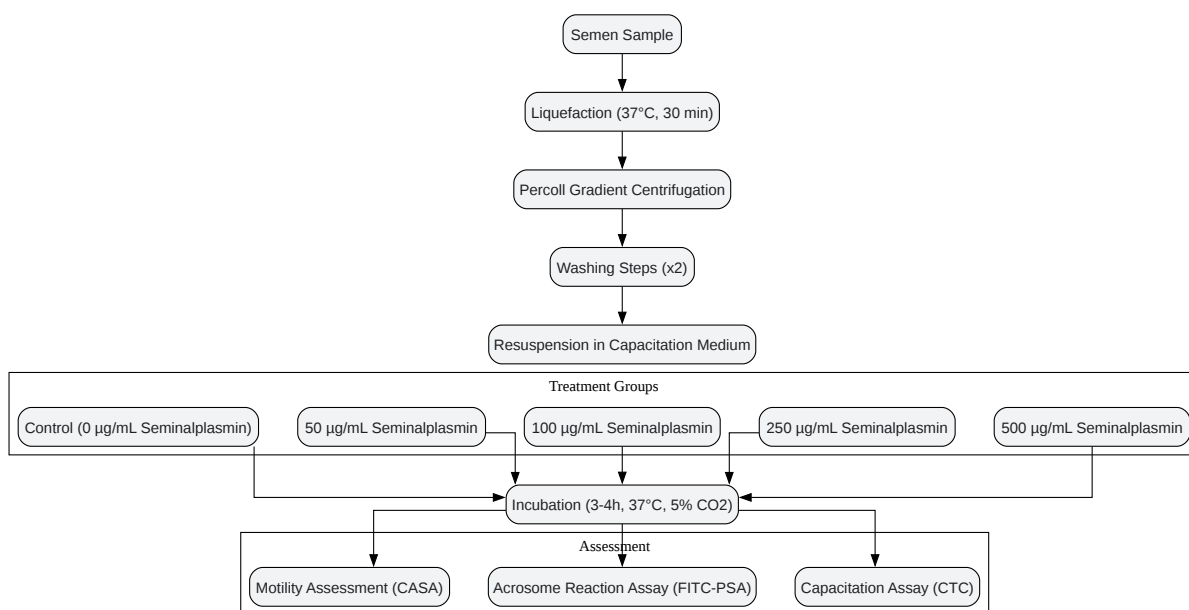 Semen Sample
Liquefaction (37°C, 30 min)
Percoll Gradient Centrifugation
Washing Steps (x2)
Resuspension in Capacitation Medium
Treatment Groups
Control (0 µg/mL Seminalplasmin)
50 µg/mL Seminalplasmin
100 µg/mL Seminalplasmin
250 µg/mL Seminalplasmin
500 µg/mL Seminalplasmin
Incubation (3-4h, 37°C, 5% CO2)
Assessment
Motility Assessment (CASA)
Acrosome Reaction Assay (FITC-PSA)
Capacitation Assay (CTC)